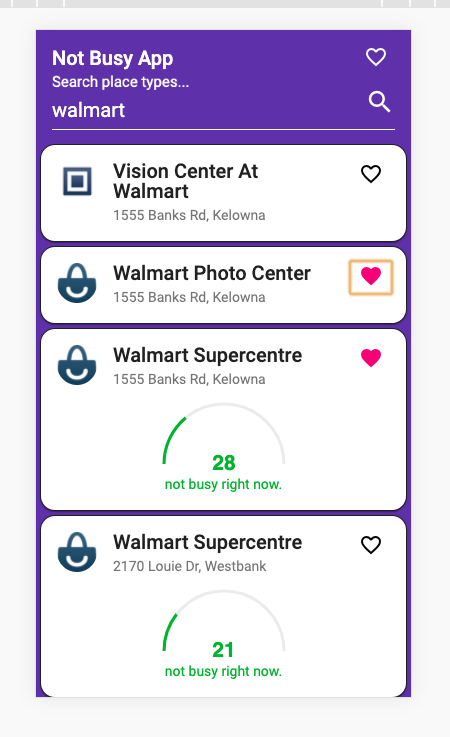 Not Busy App
Search place types...
walmart
Vision Center At
Walmart
1555 Banks Rd, Kelowna
Walmart Photo Center
1555 Banks Rd, Kelowna
Walmart Supercentre
1555 Banks Rd, Kelowna
28
not busy right now.
Walmart Supercentre
2170 Louie Dr, Westbank
21
not busy right now.